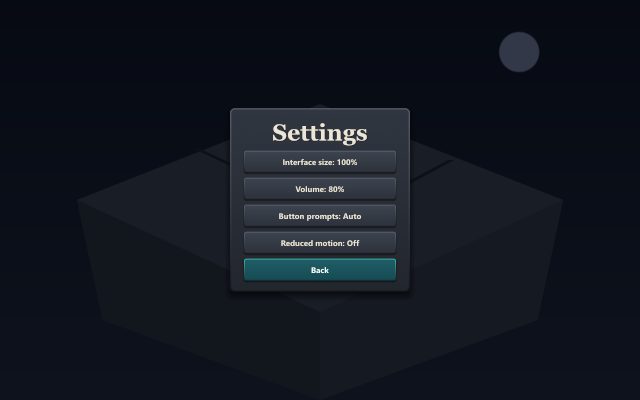 Settings
Interface size: 100%
Volume: 80%
Button prompts: Auto
Reduced motion: Off
Back